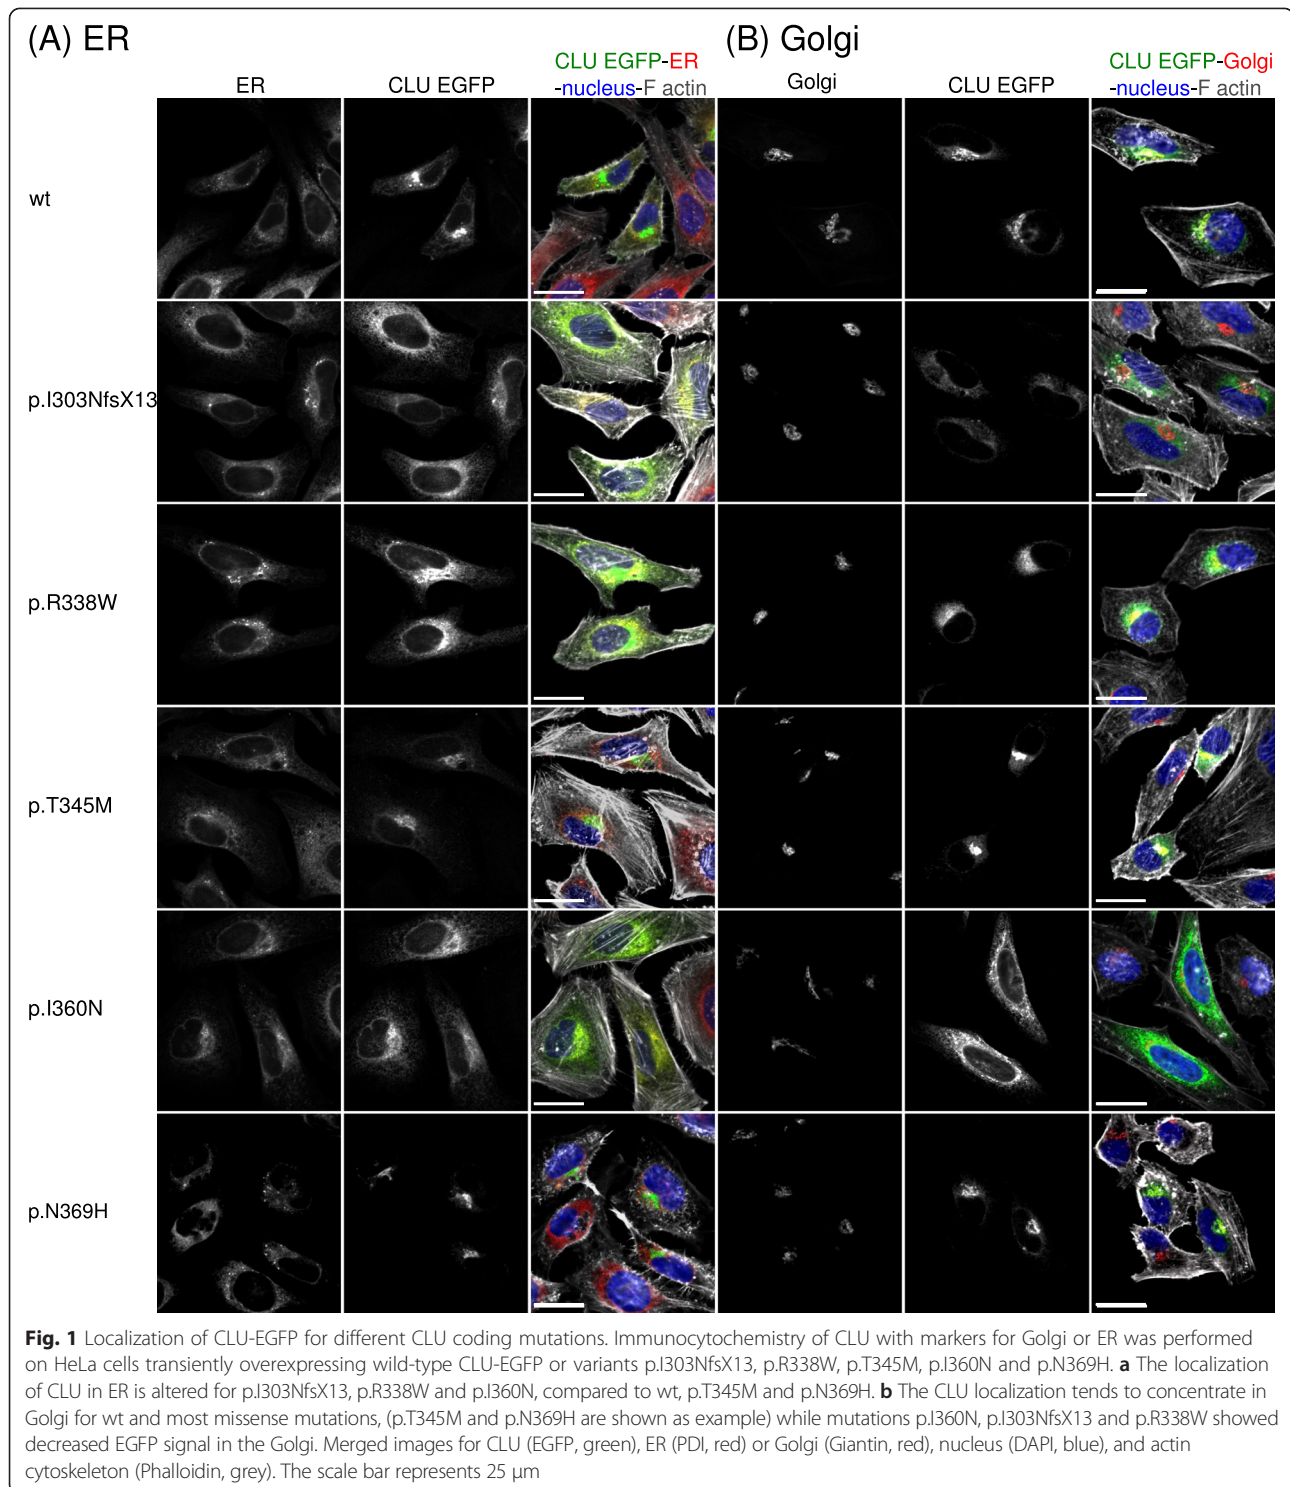 (A) ER
(B) Golgi
ER
CLU EGFP
CLU EGFP-ER
-nucleus-F actin
Golgi
CLU EGFP
CLU EGFP-Golgi
-nucleus-F actin
wt
p.I303NfsX13
p.R338W
p.T345M
p.I360N
p.N369H
Fig. 1 Localization of CLU-EGFP for different CLU coding mutations. Immunocytochemistry of CLU with markers for Golgi or ER was performed
on HeLa cells transiently overexpressing wild-type CLU-EGFP or variants p.I303NfsX13, p.R338W, p.T345M, p.I360N and p.N369H. a The localization
of CLU in ER is altered for p.I303NfsX13, p.R338W and p.I360N, compared to wt, p.T345M and p.N369H. b The CLU localization tends to concentrate in
Golgi for wt and most missense mutations, (p.T345M and p.N369H are shown as example) while mutations p.I360N, p.I303NfsX13 and p.R338W showed
decreased EGFP signal in the Golgi. Merged images for CLU (EGFP, green), ER (PDI, red) or Golgi (Giantin, red), nucleus (DAPI, blue), and actin
cytoskeleton (Phalloidin, grey). The scale bar represents 25 μm